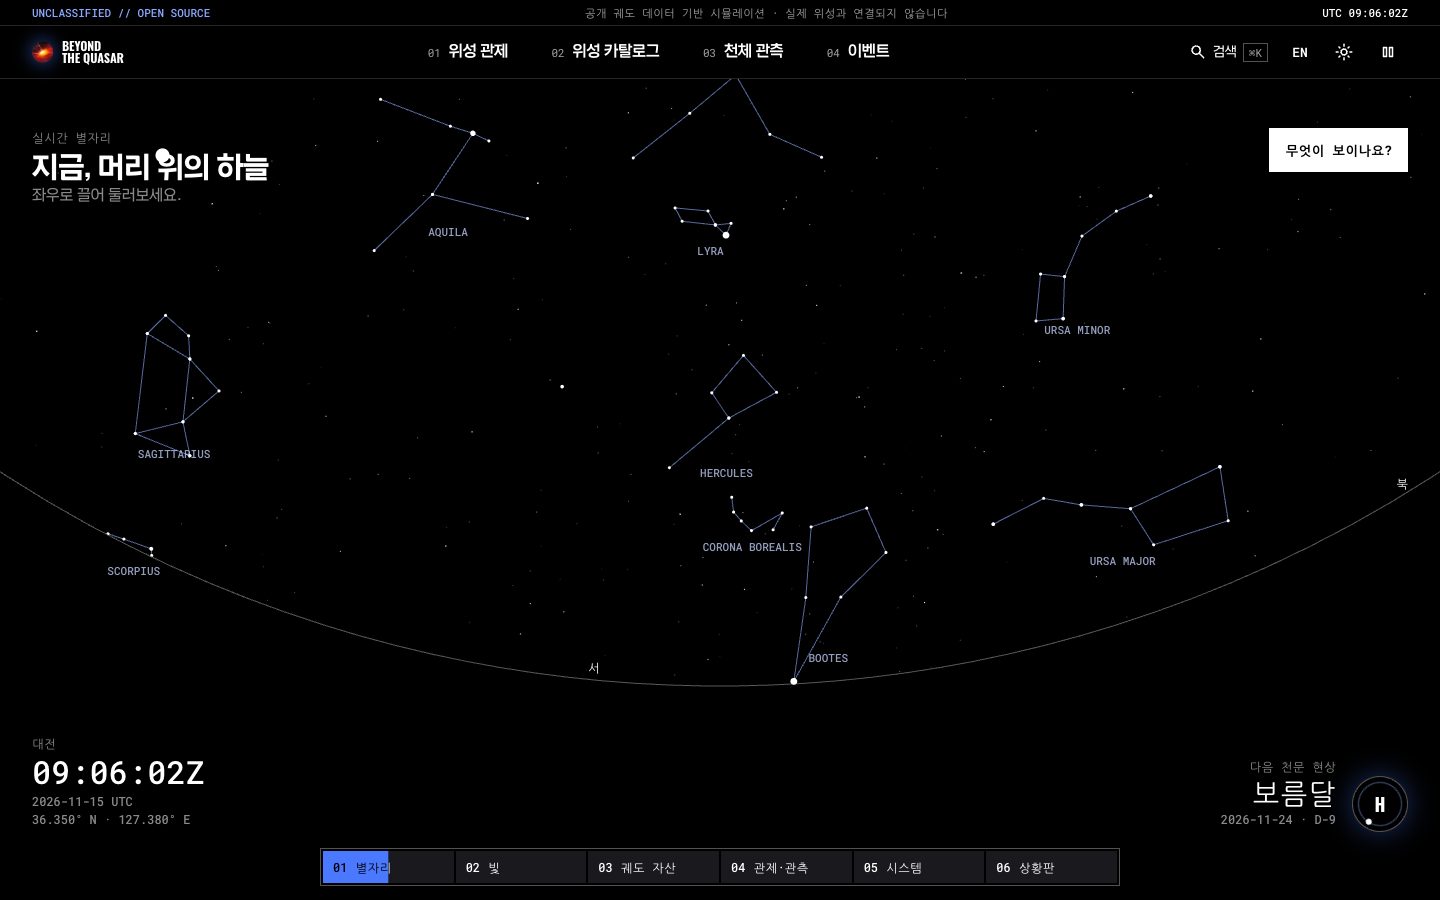 UNCLASSIFIED // OPEN SOURCE
공개 궤도 데이터 기반 시뮬레이션 · 실제 위성과 연결되지 않습니다
UTC 09:06:02Z
BEYOND
THE QUASAR
01 위성 관제
02 위성 카탈로그
03 천체 관측
04 이벤트
검색 ⌘K
EN
실시간 별자리
지금, 머리 위의 하늘
좌우로 끌어 둘러보세요.
무엇이 보이나요?
AQUILA
LYRA
URSA MINOR
SAGITTARIUS
HERCULES
북
CORONA BOREALIS
URSA MAJOR
SCORPIUS
BOOTES
서
대전
09:06:02Z
2026-11-15 UTC
36.350° N · 127.380° E
다음 천문 현상
보름달
2026-11-24 · D-9
H
01 별자리
02 빛
03 궤도 자산
04 관제·관측
05 시스템
06 상황판